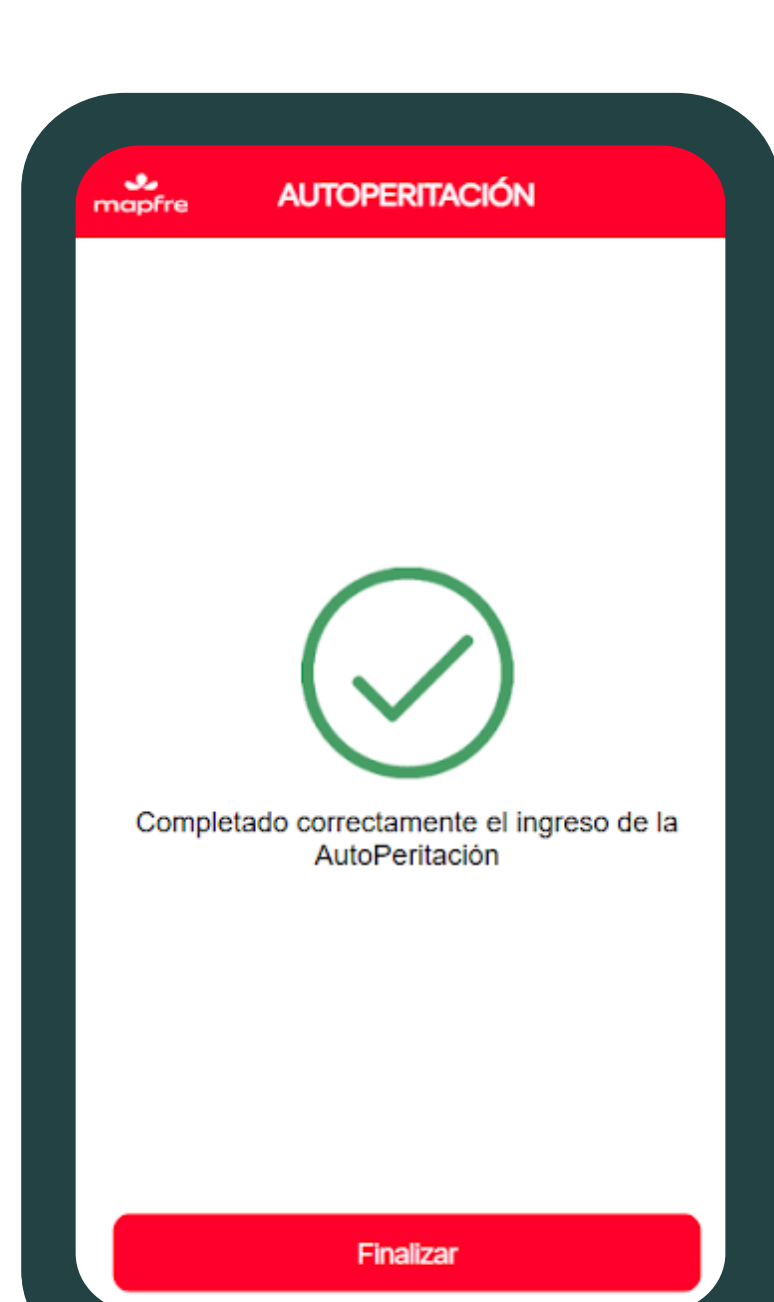 mapfre
AUTOPERITACIÓN
Completado correctamente el ingreso de la
AutoPeritación
Finalizar